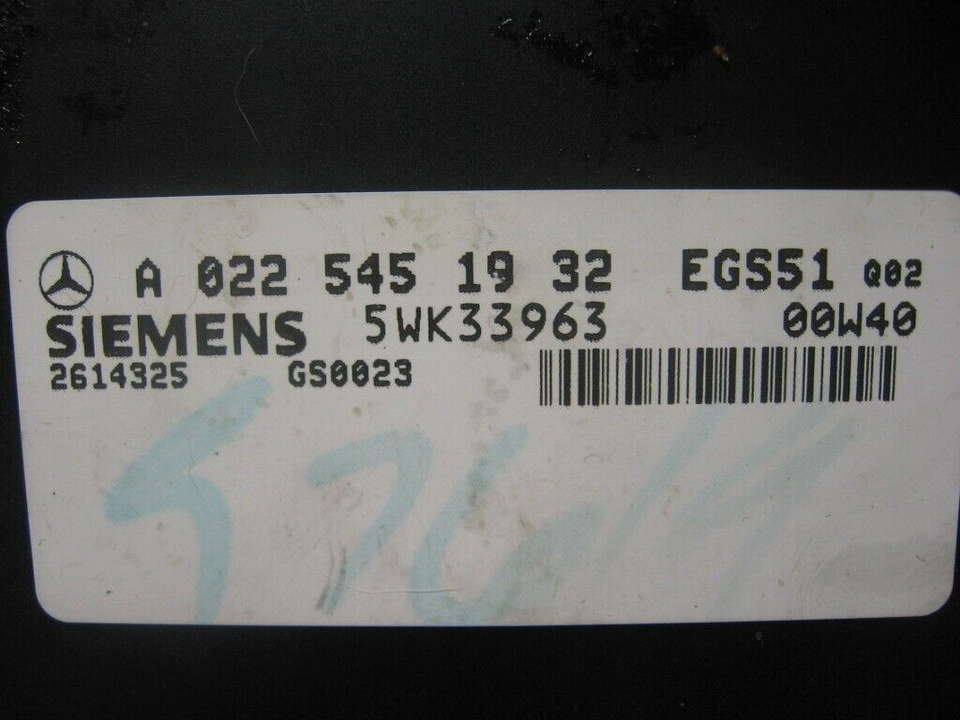 A 022 545 19 32 EGS51 Q02
SIEMENS 5WK33963 00W40
2614325 GS0023